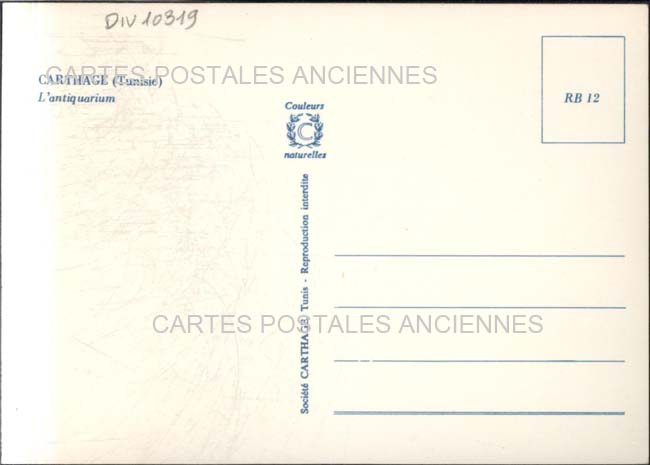 DIV 10319
CARTES POSTALES ANCIENNES
CARTHAGE (Tunisie)
L'antiquarium
Couleurs
C
naturelles
RB 12
Société CARTHAGE Tunis - Reproduction interdite
CARTES POSTALES ANCIENNES